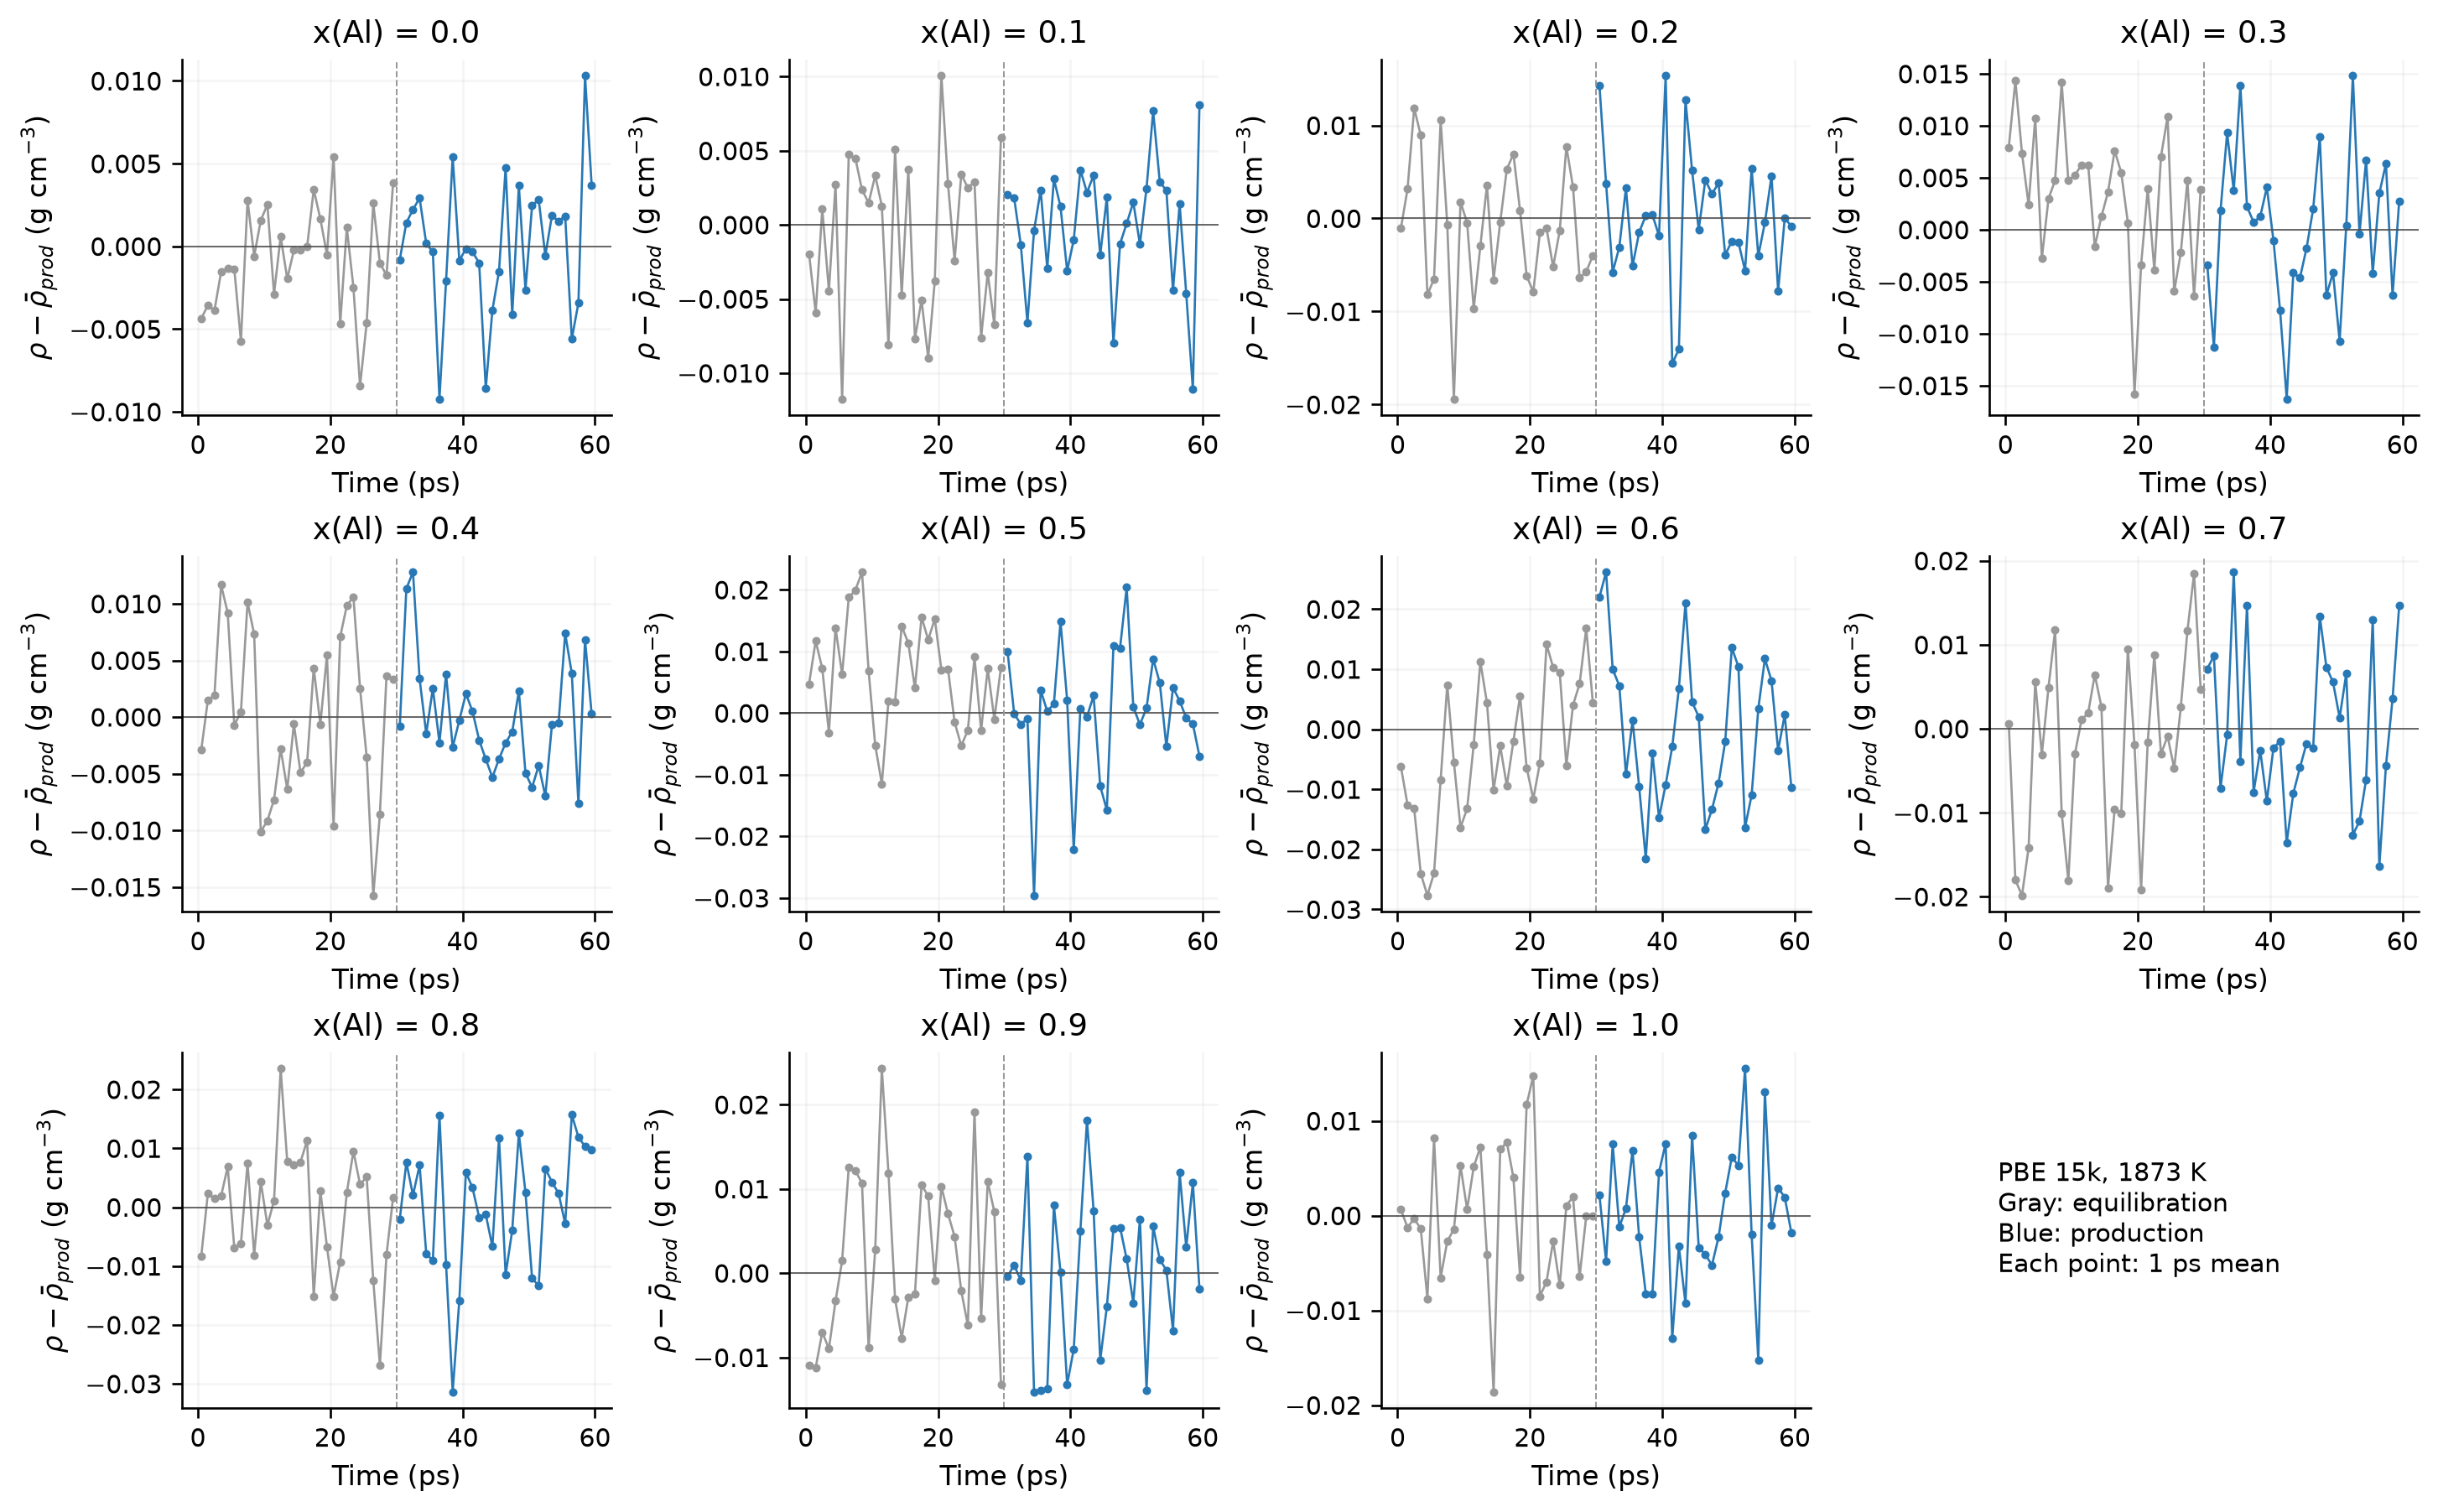 x(Al) = 0.0
0.010
0.005
0.000
−0.005
−0.010
ρ − ρ̄_prod (g cm⁻³)
0 20 40 60
Time (ps)
x(Al) = 0.1
0.010
0.005
0.000
−0.005
−0.010
ρ − ρ̄_prod (g cm⁻³)
0 20 40 60
Time (ps)
x(Al) = 0.2
0.01
0.00
−0.01
−0.02
ρ − ρ̄_prod (g cm⁻³)
0 20 40 60
Time (ps)
x(Al) = 0.3
0.015
0.010
0.005
0.000
−0.005
−0.010
−0.015
ρ − ρ̄_prod (g cm⁻³)
0 20 40 60
Time (ps)
x(Al) = 0.4
0.010
0.005
0.000
−0.005
−0.010
−0.015
ρ − ρ̄_prod (g cm⁻³)
0 20 40 60
Time (ps)
x(Al) = 0.5
0.02
0.01
0.00
−0.01
−0.02
−0.03
ρ − ρ̄_prod (g cm⁻³)
0 20 40 60
Time (ps)
x(Al) = 0.6
0.02
0.01
0.00
−0.01
−0.02
−0.03
ρ − ρ̄_prod (g cm⁻³)
0 20 40 60
Time (ps)
x(Al) = 0.7
0.02
0.01
0.00
−0.01
−0.02
ρ − ρ̄_prod (g cm⁻³)
0 20 40 60
Time (ps)
x(Al) = 0.8
0.02
0.01
0.00
−0.01
−0.02
−0.03
ρ − ρ̄_prod (g cm⁻³)
0 20 40 60
Time (ps)
x(Al) = 0.9
0.02
0.01
0.00
−0.01
ρ − ρ̄_prod (g cm⁻³)
0 20 40 60
Time (ps)
x(Al) = 1.0
0.01
0.00
−0.01
−0.02
ρ − ρ̄_prod (g cm⁻³)
0 20 40 60
Time (ps)
PBE 15k, 1873 K
Gray: equilibration
Blue: production
Each point: 1 ps mean